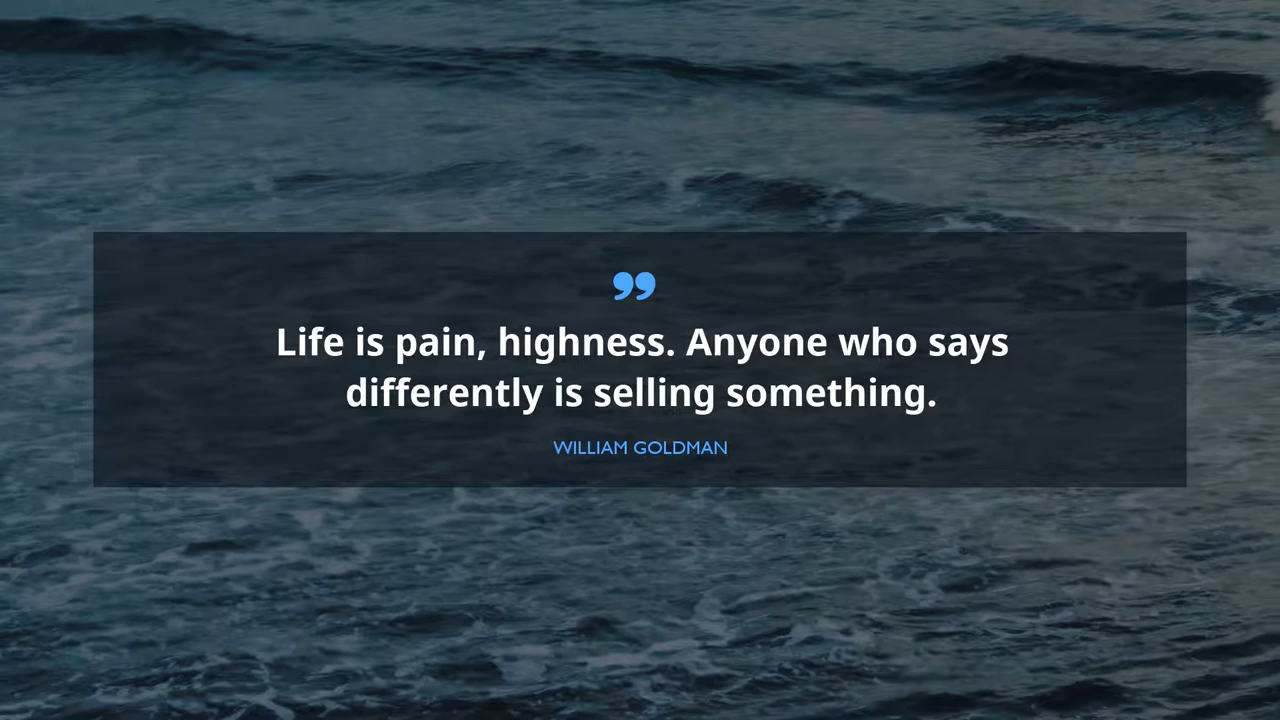 Life is pain, highness. Anyone who says
differently is selling something.
WILLIAM GOLDMAN